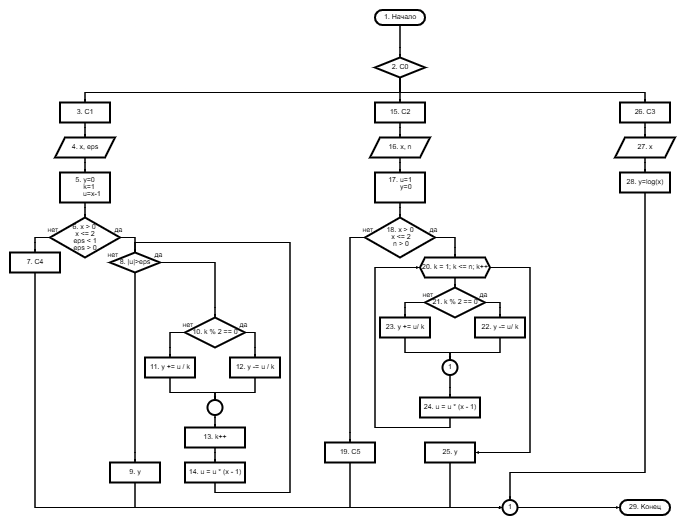 1. Начало
2. C0
3. C1
15. C2
26. C3
4. x, eps
16. x, n
27. x
5. y=0
k=1
u=x-1
17. u=1
y=0
28. y=log(x)
нет
6. x > 0
x <= 2
eps < 1
eps > 0
да
нет
18. x > 0
x <= 2
n > 0
да
7. C4
нет
8. |u|>eps
да
20. k = 1; k <= n; k++
нет
21. k % 2 == 0
да
нет
10. k % 2 == 0
да
23. y += u/ k
22. y -= u/ k
11. y += u / k
12. y -= u / k
1
24. u = u * (x - 1)
13. k++
19. C5
25. y
9. y
14. u = u * (x - 1)
1
29. Конец